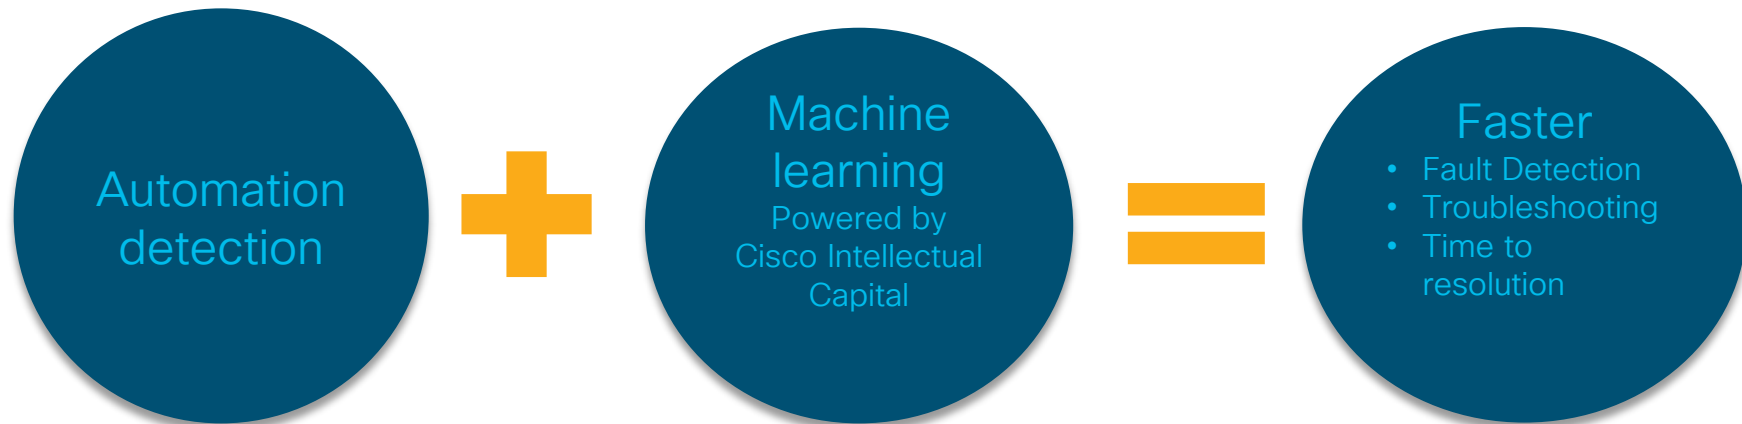 Automation
detection
Machine
learning
Powered by
Cisco Intellectual
Capital
Faster
• Fault Detection
• Troubleshooting
• Time to
resolution